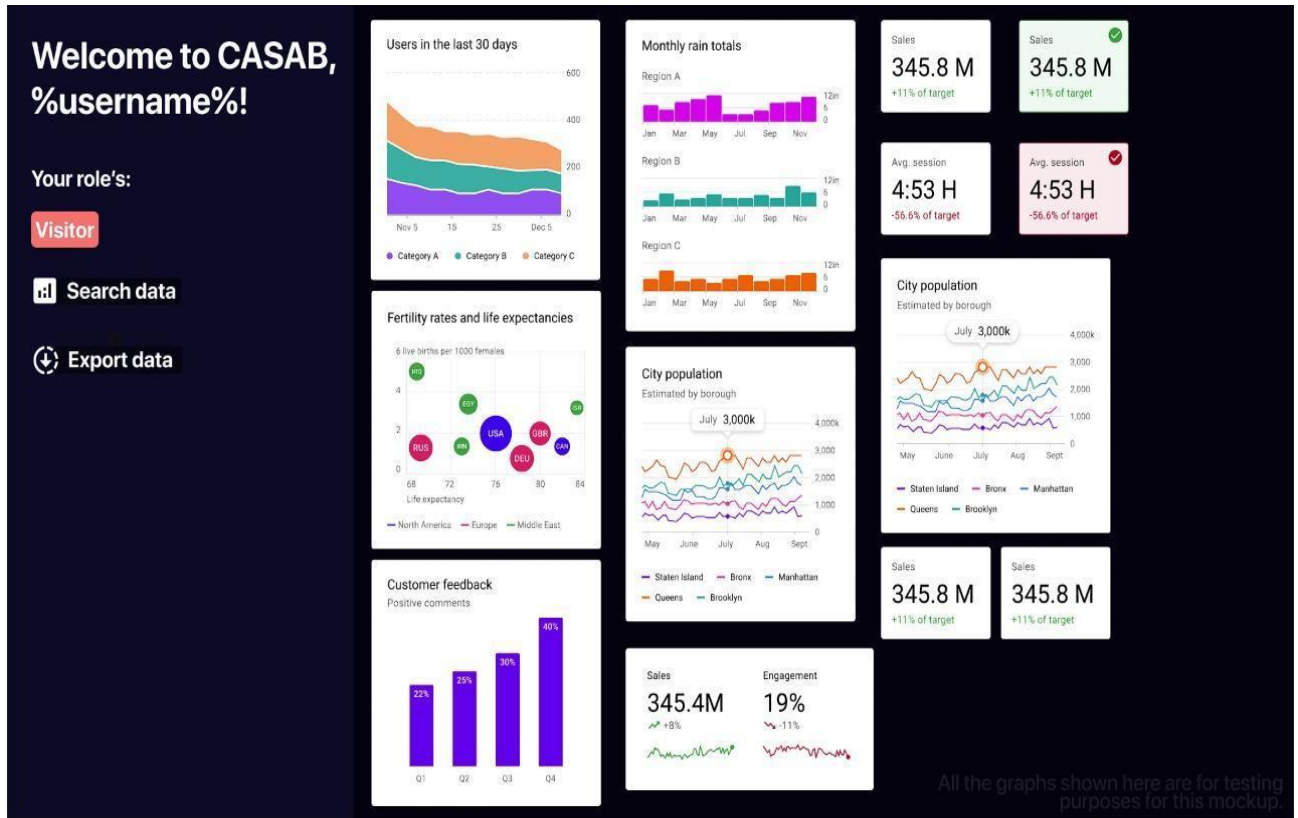 Welcome to CASAB,
%username%!
Your role's:
Visitor
Search data
Export data
Users in the last 30 days
600
400
200
0
Nov 5 15 25 Dec 5
Category A Category B Category C
Fertility rates and life expectancies
6 live births per 1000 females
4
2
0
EGY
USA
GBR
RUS
DEU
CAN
68 72 76 80 84
Life expectancy
North America Europe Middle East
Customer feedback
Positive comments
40%
30%
25%
22%
Q1 Q2 Q3 Q4
Monthly rain totals
Region A
12in
6
0
Jan Mar May Jul Sep Nov
Region B
12in
6
0
Jan Mar May Jul Sep Nov
Region C
12in
6
0
Jan Mar May Jul Sep Nov
City population
Estimated by borough
July 3,000k
4,000k
3,000
2,000
1,000
0
May June July Aug Sept
Staten Island Bronx Manhattan
Queens Brooklyn
Sales Engagement
345.4M 19%
+8% -11%
Sales
345.8 M
+11% of target
Sales
345.8 M
+11% of target
Avg. session
4:53 H
-56.6% of target
Avg. session
4:53 H
-56.6% of target
City population
Estimated by borough
July 3,000k
4,000k
3,000
2,000
1,000
0
May June July Aug Sept
Staten Island Bronx Manhattan
Queens Brooklyn
Sales
345.8 M
+11% of target
Sales
345.8 M
+11% of target
All the graphs shown here are for testing
purposes for this mockup.